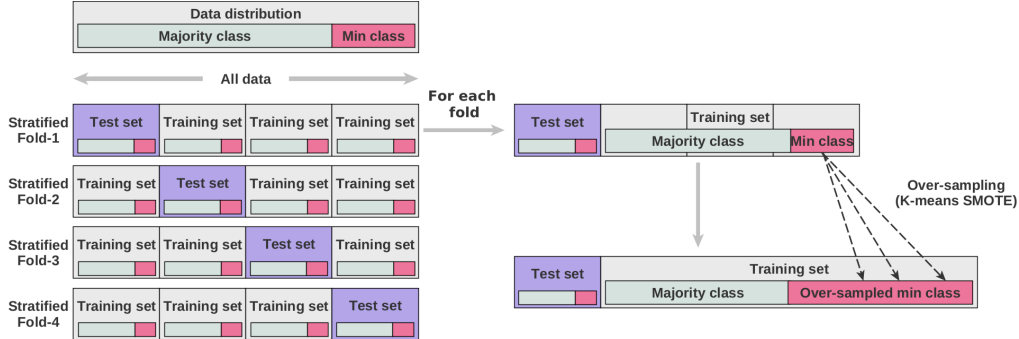 Data distribution
Majority class
Min class
All data
Stratified
Fold-1
Test set
Training set
Training set
Training set
Stratified
Fold-2
Training set
Test set
Training set
Training set
Stratified
Fold-3
Training set
Training set
Test set
Training set
Stratified
Fold-4
Training set
Training set
Training set
Test set
For each
fold
Test set
Training set
Majority class
Min class
Over-sampling
(K-means SMOTE)
Test set
Training set
Majority class
Over-sampled min class